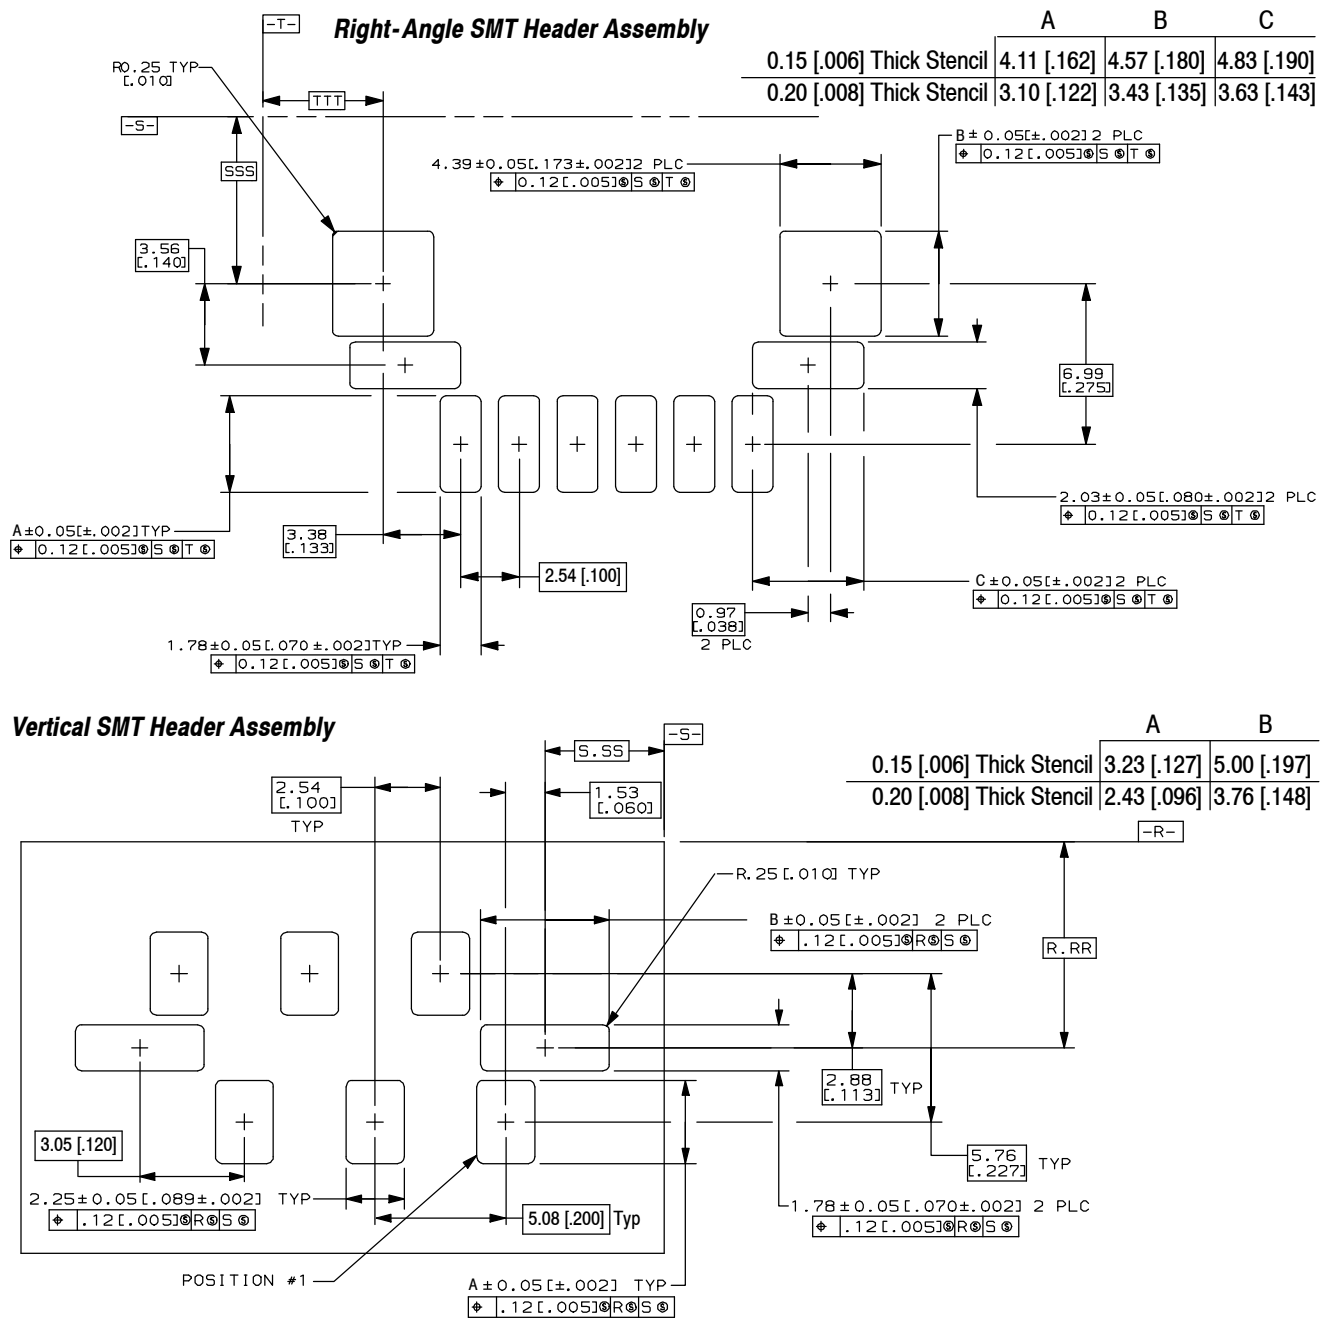 -T-
Right-Angle SMT Header Assembly
A B C
0.15 [.006] Thick Stencil 4.11 [.162] 4.57 [.180] 4.83 [.190]
0.20 [.008] Thick Stencil 3.10 [.122] 3.43 [.135] 3.63 [.143]
R0.25 TYP
[.010]
TTT
-S-
SSS
4.39±0.05[.173±.002]2 PLC
⌖ 0.12[.005]Ⓢ S Ⓢ T Ⓢ
B±0.05[±.002]2 PLC
⌖ 0.12[.005]Ⓢ S Ⓢ T Ⓢ
3.56
[.140]
6.99
[.275]
A±0.05[±.002]TYP
⌖ 0.12[.005]Ⓢ S Ⓢ T Ⓢ
3.38
[.133]
2.54 [.100]
2.03±0.05[.080±.002]2 PLC
⌖ 0.12[.005]Ⓢ S Ⓢ T Ⓢ
C±0.05[±.002]2 PLC
⌖ 0.12[.005]Ⓢ S Ⓢ T Ⓢ
0.97
[.038]
2 PLC
1.78±0.05[.070±.002]TYP
⌖ 0.12[.005]Ⓢ S Ⓢ T Ⓢ
Vertical SMT Header Assembly
-S-
S.SS
A B
0.15 [.006] Thick Stencil 3.23 [.127] 5.00 [.197]
0.20 [.008] Thick Stencil 2.43 [.096] 3.76 [.148]
2.54
[.100]
TYP
1.53
[.060]
-R-
R.25[.010] TYP
B±0.05[±.002] 2 PLC
⌖ .12[.005]Ⓢ R Ⓢ S Ⓢ
R.RR
2.88
[.113] TYP
3.05 [.120]
5.76
[.227] TYP
2.25±0.05[.089±.002] TYP
⌖ .12[.005]Ⓢ R Ⓢ S Ⓢ
5.08 [.200] Typ
1.78±0.05[.070±.002] 2 PLC
⌖ .12[.005]Ⓢ R Ⓢ S Ⓢ
POSITION #1
A±0.05[±.002] TYP
⌖ .12[.005]Ⓢ R Ⓢ S Ⓢ